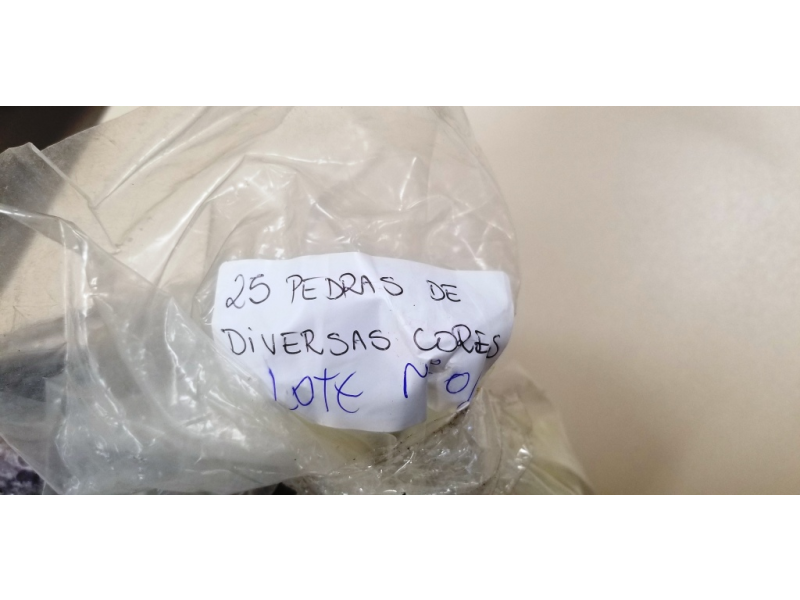 25 PEDRAS DE
DIVERSAS CORES
LOTE Nº